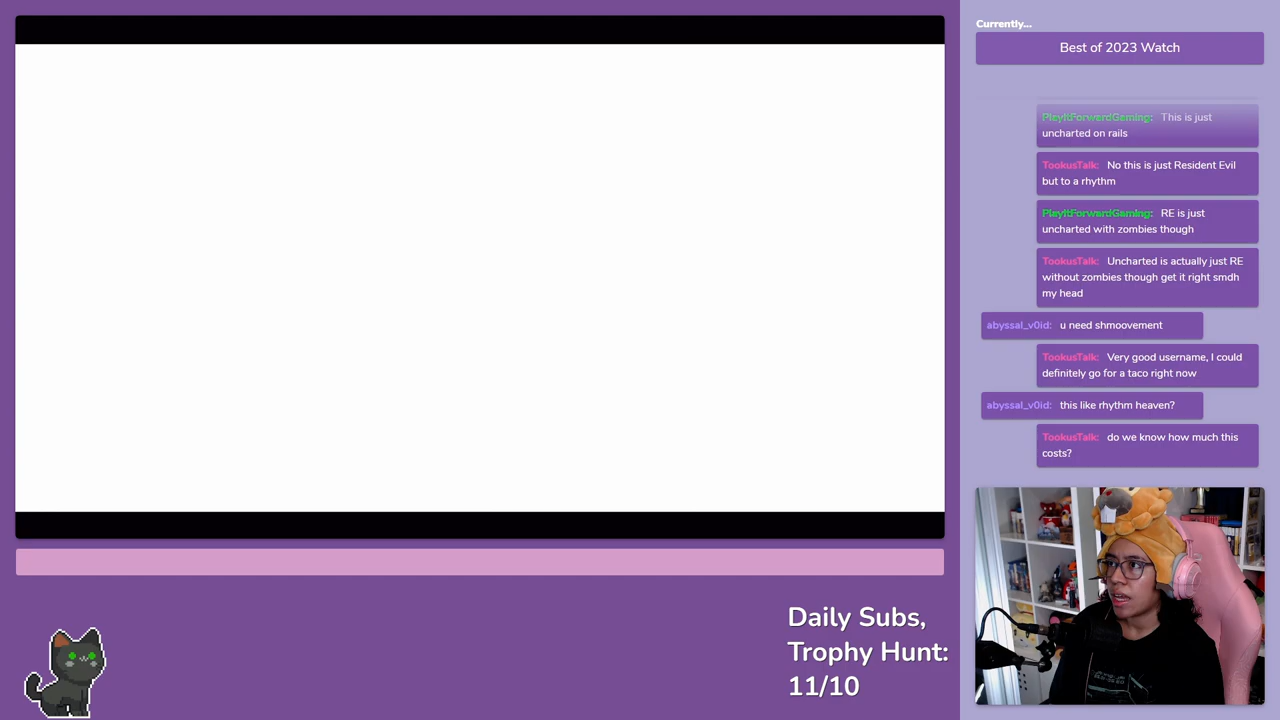 Currently...
Best of 2023 Watch
PlayItForwardGaming: This is just
uncharted on rails
TookusTalk: No this is just Resident Evil
but to a rhythm
PlayItForwardGaming: RE is just
uncharted with zombies though
TookusTalk: Uncharted is actually just RE
without zombies though get it right smdh
my head
abyssal_v0id: u need shmoovement
TookusTalk: Very good username, I could
definitely go for a taco right now
abyssal_v0id: this like rhythm heaven?
TookusTalk: do we know how much this
costs?
Daily Subs,
Trophy Hunt:
11/10